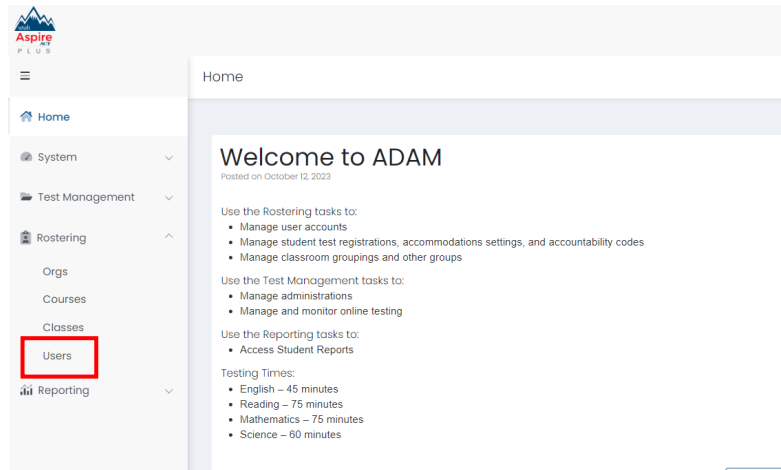 utah
Aspire
ACT
PLUS
Home
Home
System
Test Management
Rostering
Orgs
Courses
Classes
Users
Reporting
Welcome to ADAM
Posted on October 12, 2023
Use the Rostering tasks to:
• Manage user accounts
• Manage student test registrations, accommodations settings, and accountability codes
• Manage classroom groupings and other groups
Use the Test Management tasks to:
• Manage administrations
• Manage and monitor online testing
Use the Reporting tasks to:
• Access Student Reports
Testing Times:
• English – 45 minutes
• Reading – 75 minutes
• Mathematics – 75 minutes
• Science – 60 minutes